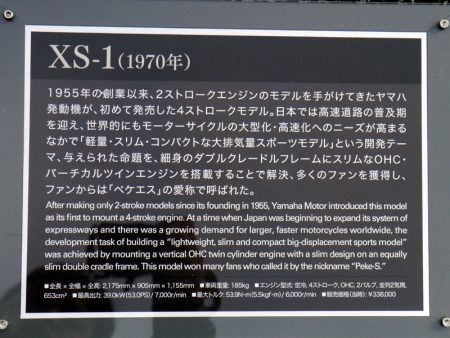 XS-1(1970年)
1955年の創業以来、2ストロークエンジンのモデルを手がけてきたヤマハ
発動機が、初めて発売した4ストロークモデル。日本では高速道路の普及期
を迎え、世界的にもモーターサイクルの大型化・高速化へのニーズが高まる
なかで「軽量・スリム・コンパクトな大排気量スポーツモデル」という開発テー
マ、与えられた命題を、細身のダブルクレードルフレームにスリムなOHC・
バーチカルツインエンジンを搭載することで解決、多くのファンを獲得し、
ファンからは「ペケエス」の愛称で呼ばれた。
After making only 2-stroke models since its founding in 1955, Yamaha Motor introduced this model
as its first to mount a 4-stroke engine. At a time when Japan was beginning to expand its system of
expressways and there was a growing demand for larger, faster motorcycles worldwide, the
development task of building a "lightweight, slim and compact big-displacement sports model"
was achieved by mounting a vertical OHC twin cylinder engine with a slim design on an equally
slim double cradle frame. This model won many fans who called it by the nickname "Peke-S."
■全長×全幅×全高:2,175mm×905mm×1,155mm ■車両重量:185kg ■エンジン型式:空冷, 4ストローク, OHC, 2バルブ, 並列2気筒,
653cm³ ■最高出力:39.0kW(53.0PS)/7,000r/min ■最大トルク:53.9N-m(5.5kgf-m)/6,000r/min ■販売価格(当時):¥338,000